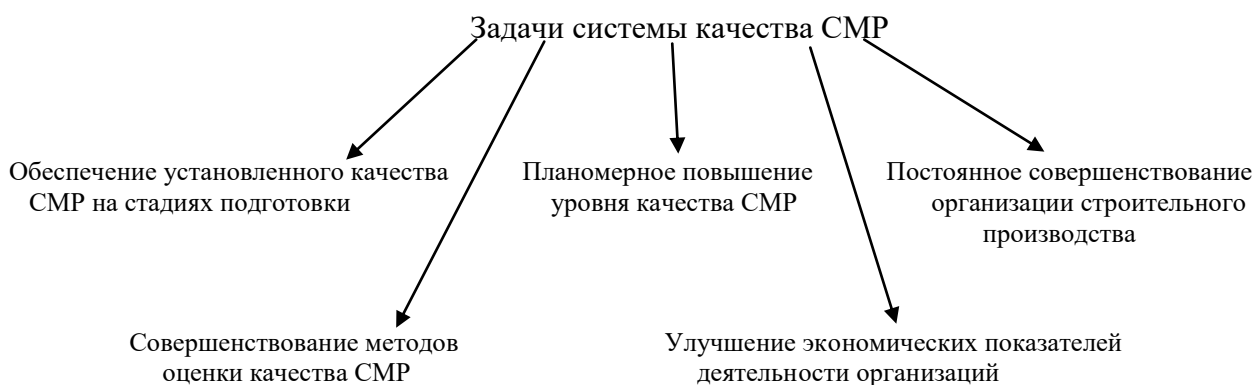 Задачи системы качества СМР
Обеспечение установленного качества
СМР на стадиях подготовки
Планомерное повышение
уровня качества СМР
Постоянное совершенствование
организации строительного
производства
Совершенствование методов
оценки качества СМР
Улучшение экономических показателей
деятельности организаций